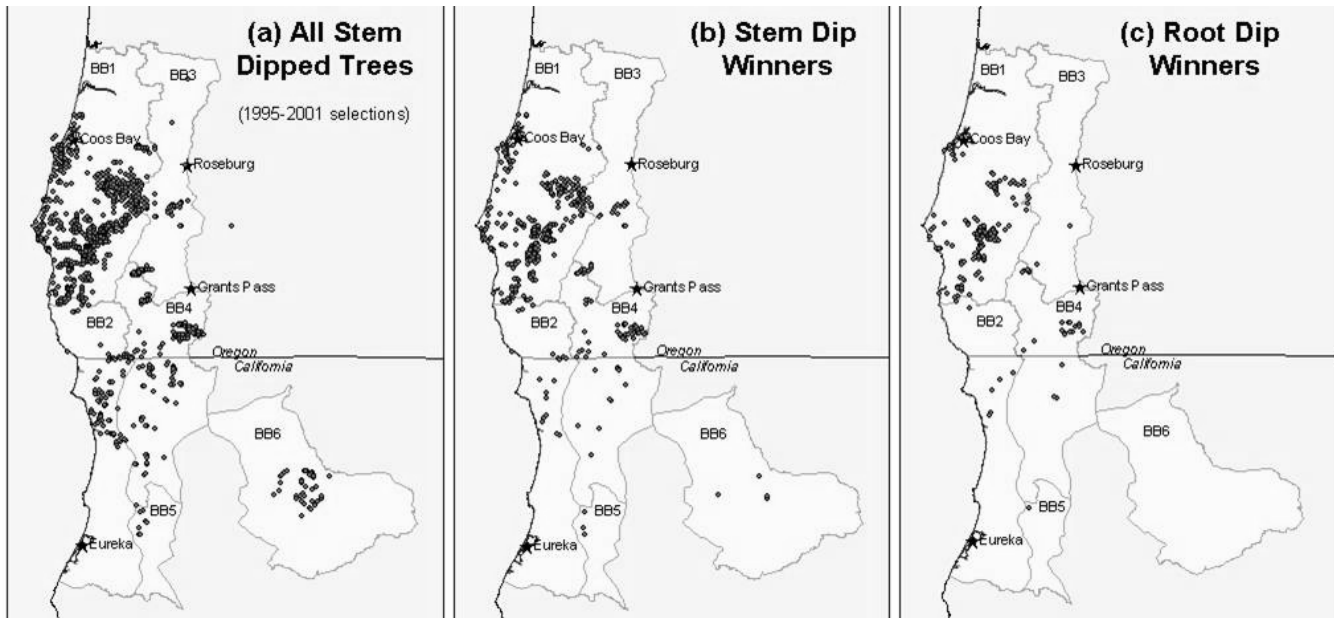 (a) All Stem
Dipped Trees
(1995-2001 selections)
BB1
BB3
Coos Bay
Roseburg
Grants Pass
BB2
BB4
Oregon
California
BB6
BB5
Eureka
(b) Stem Dip
Winners
BB1
BB3
Coos Bay
Roseburg
Grants Pass
BB2
BB4
Oregon
California
BB6
BB5
Eureka
(c) Root Dip
Winners
BB1
BB3
Coos Bay
Roseburg
Grants Pass
BB2
BB4
Oregon
California
BB6
BB5
Eureka